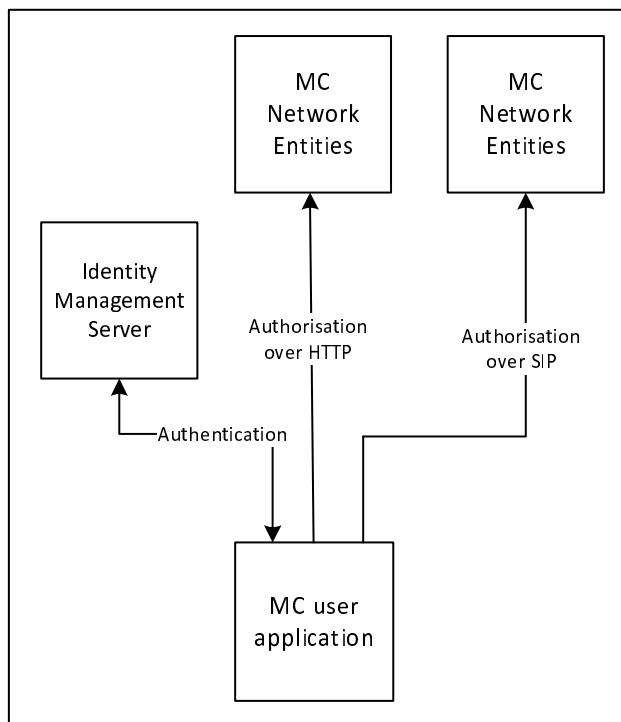 MC
Network
Entities
MC
Network
Entities
Identity
Management
Server
Authorisation
over HTTP
Authorisation
over SIP
Authentication
MC user
application